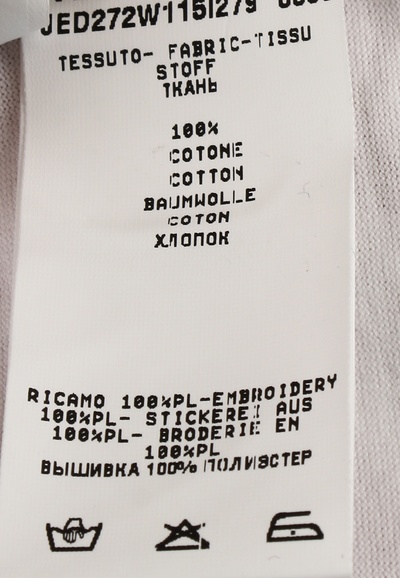 JED272W115I279
TESSUTO- FABRIC-TISSU
STOFF
ТКАНЬ
100%
COTONE
COTTON
BAUMWOLLE
COTON
ХЛОПОК
RICAMO 100%PL-EMBROIDERY
100%PL- STICKEREI AUS
100%PL- BRODERIE EN
100%PL
ВЫШИВКА 100% ПОЛИЭСТЕР